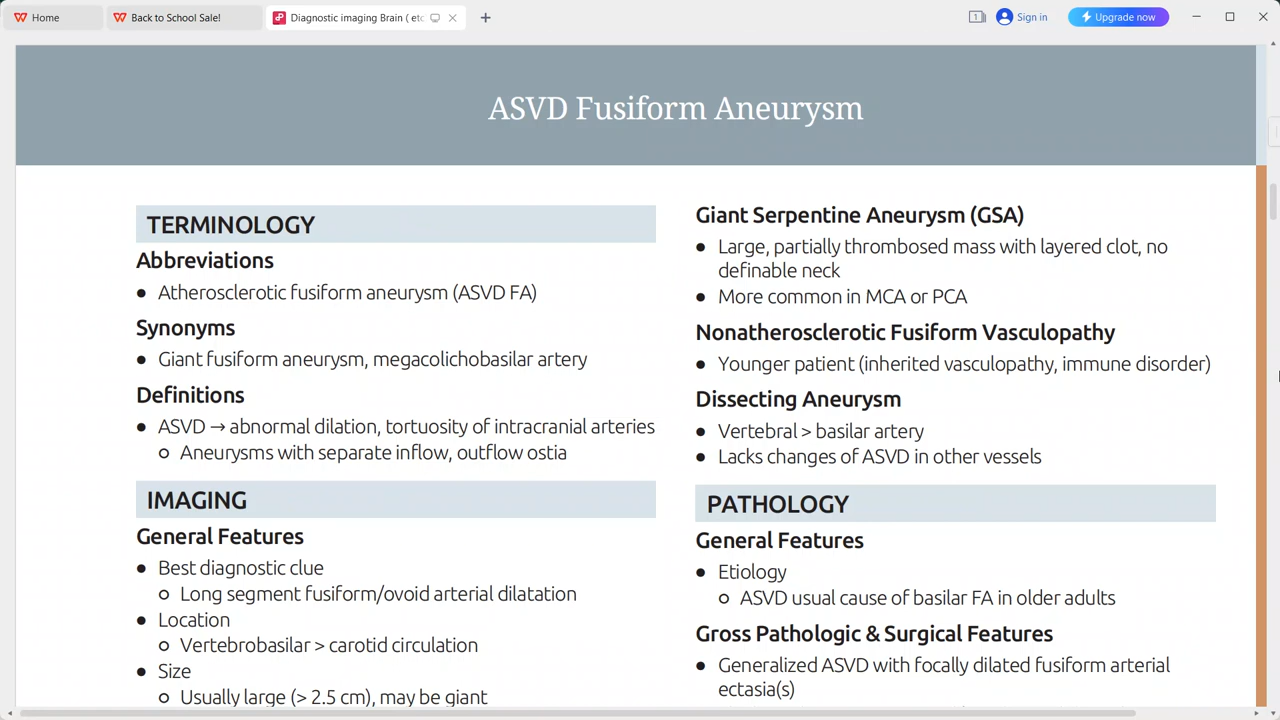 Home
Back to School Sale!
Diagnostic imaging Brain ( etc
1
Sign in
Upgrade now
ASVD Fusiform Aneurysm
TERMINOLOGY
Abbreviations
● Atherosclerotic fusiform aneurysm (ASVD FA)
Synonyms
● Giant fusiform aneurysm, megacolichobasilar artery
Definitions
● ASVD → abnormal dilation, tortuosity of intracranial arteries
○ Aneurysms with separate inflow, outflow ostia
IMAGING
General Features
● Best diagnostic clue
○ Long segment fusiform/ovoid arterial dilatation
● Location
○ Vertebrobasilar > carotid circulation
● Size
○ Usually large (> 2.5 cm), may be giant
Giant Serpentine Aneurysm (GSA)
● Large, partially thrombosed mass with layered clot, no
definable neck
● More common in MCA or PCA
Nonatherosclerotic Fusiform Vasculopathy
● Younger patient (inherited vasculopathy, immune disorder)
Dissecting Aneurysm
● Vertebral > basilar artery
● Lacks changes of ASVD in other vessels
PATHOLOGY
General Features
● Etiology
○ ASVD usual cause of basilar FA in older adults
Gross Pathologic & Surgical Features
● Generalized ASVD with focally dilated fusiform arterial
ectasia(s)